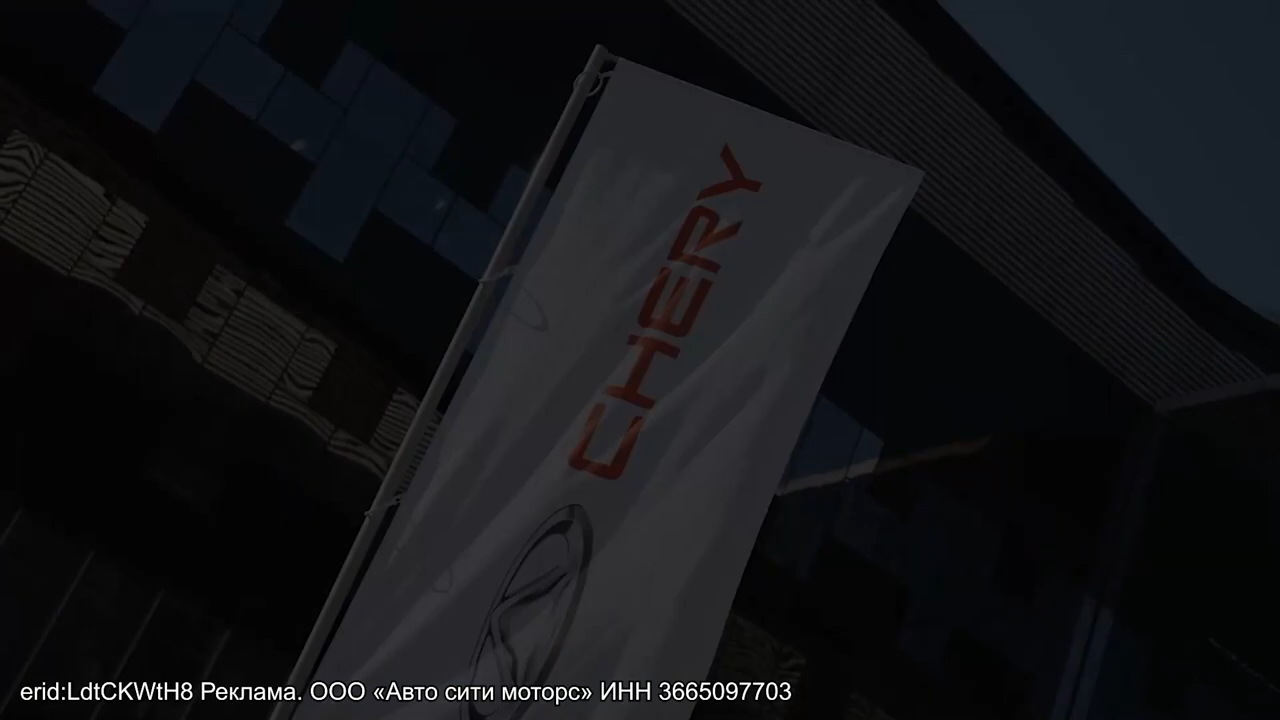 CHERY
erid:LdtCKWtH8 Реклама. ООО «Авто сити моторс» ИНН 3665097703